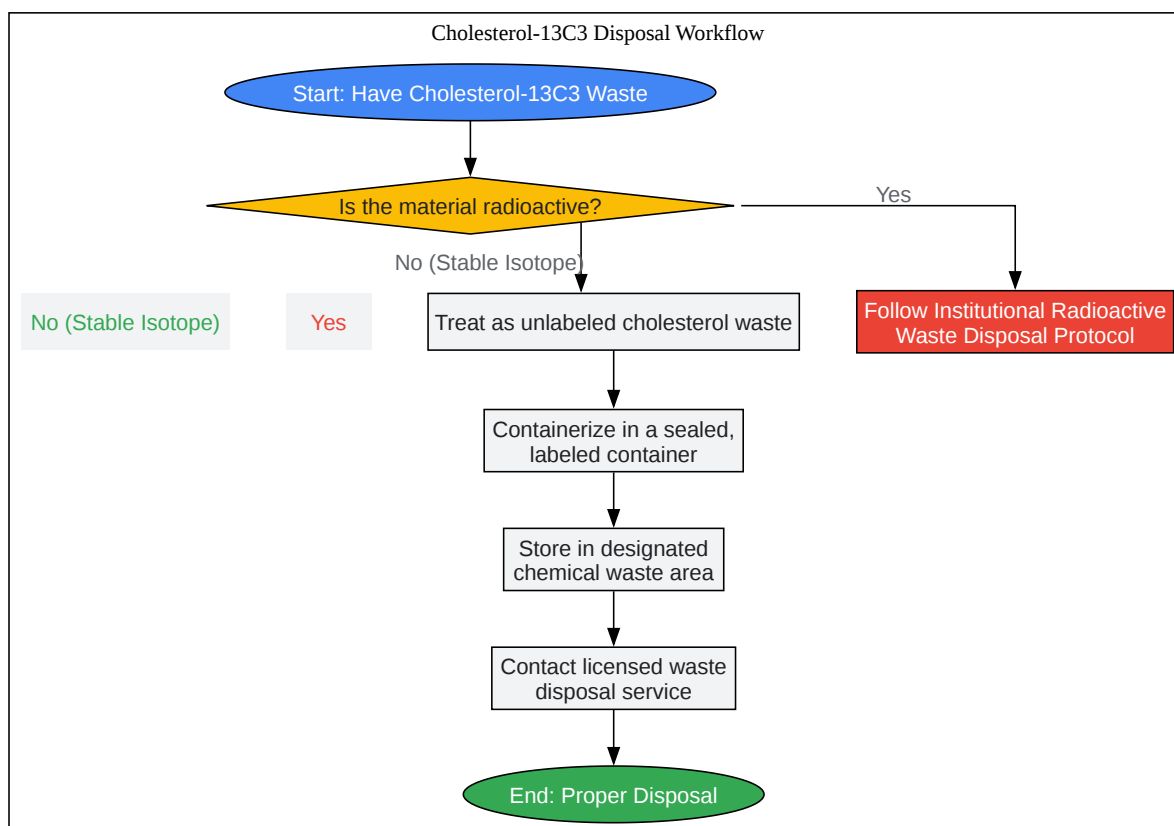 Cholesterol-13C3 Disposal Workflow
Start: Have Cholesterol-13C3 Waste
Is the material radioactive?
Yes
No (Stable Isotope)
No (Stable Isotope)
Yes
Treat as unlabeled cholesterol waste
Follow Institutional Radioactive
Waste Disposal Protocol
Containerize in a sealed,
labeled container
Store in designated
chemical waste area
Contact licensed waste
disposal service
End: Proper Disposal